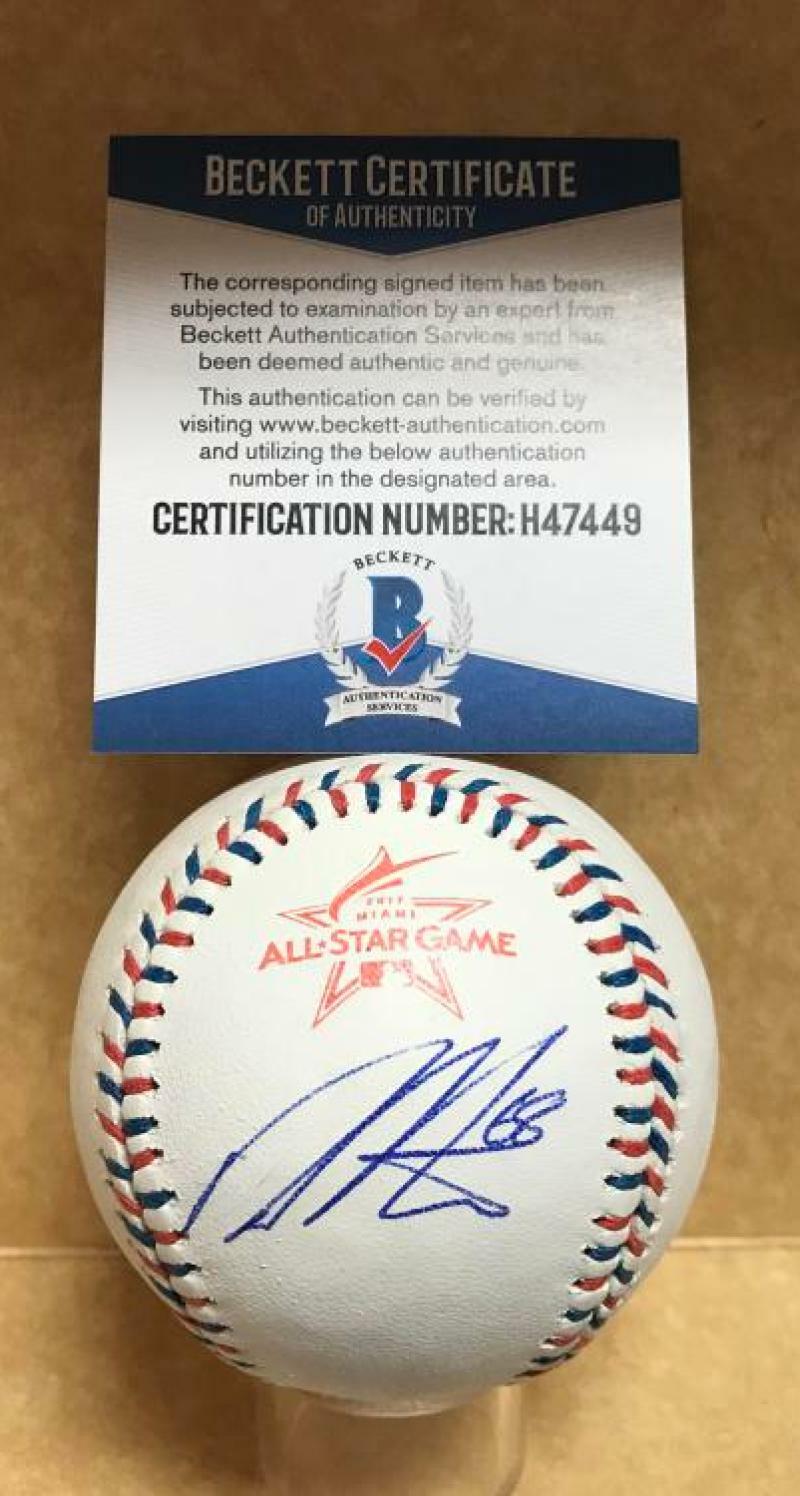 BECKETT CERTIFICATE
OF AUTHENTICITY
The corresponding signed item has been
subjected to examination by an expert from
Beckett Authentication Services and has
been deemed authentic and genuine.
This authentication can be verified by
visiting www.beckett-authentication.com
and utilizing the below authentication
number in the designated area.
CERTIFICATION NUMBER: H47449
BECKETT
B
AUTHENTICATION
SERVICES
2017
MIAMI
ALL★STAR GAME
68